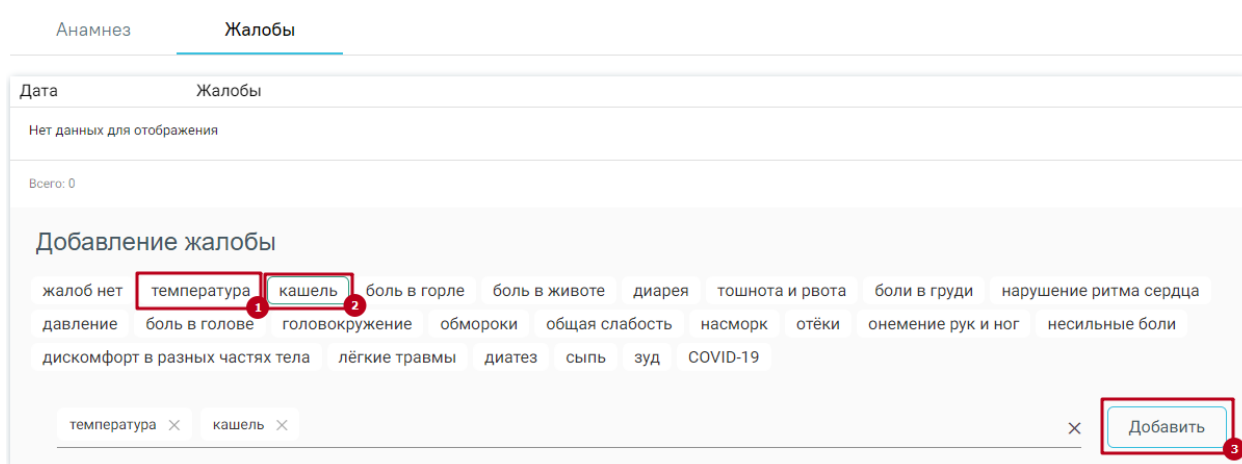 Анамнез Жалобы
Дата Жалобы
Нет данных для отображения
Всего: 0
Добавление жалобы
жалоб нет температура кашель боль в горле боль в животе диарея тошнота и рвота боли в груди нарушение ритма сердца
1 2
давление боль в голове головокружение обмороки общая слабость насморк отёки онемение рук и ног несильные боли
дискомфорт в разных частях тела лёгкие травмы диатез сыпь зуд COVID-19
температура × кашель × × Добавить
3